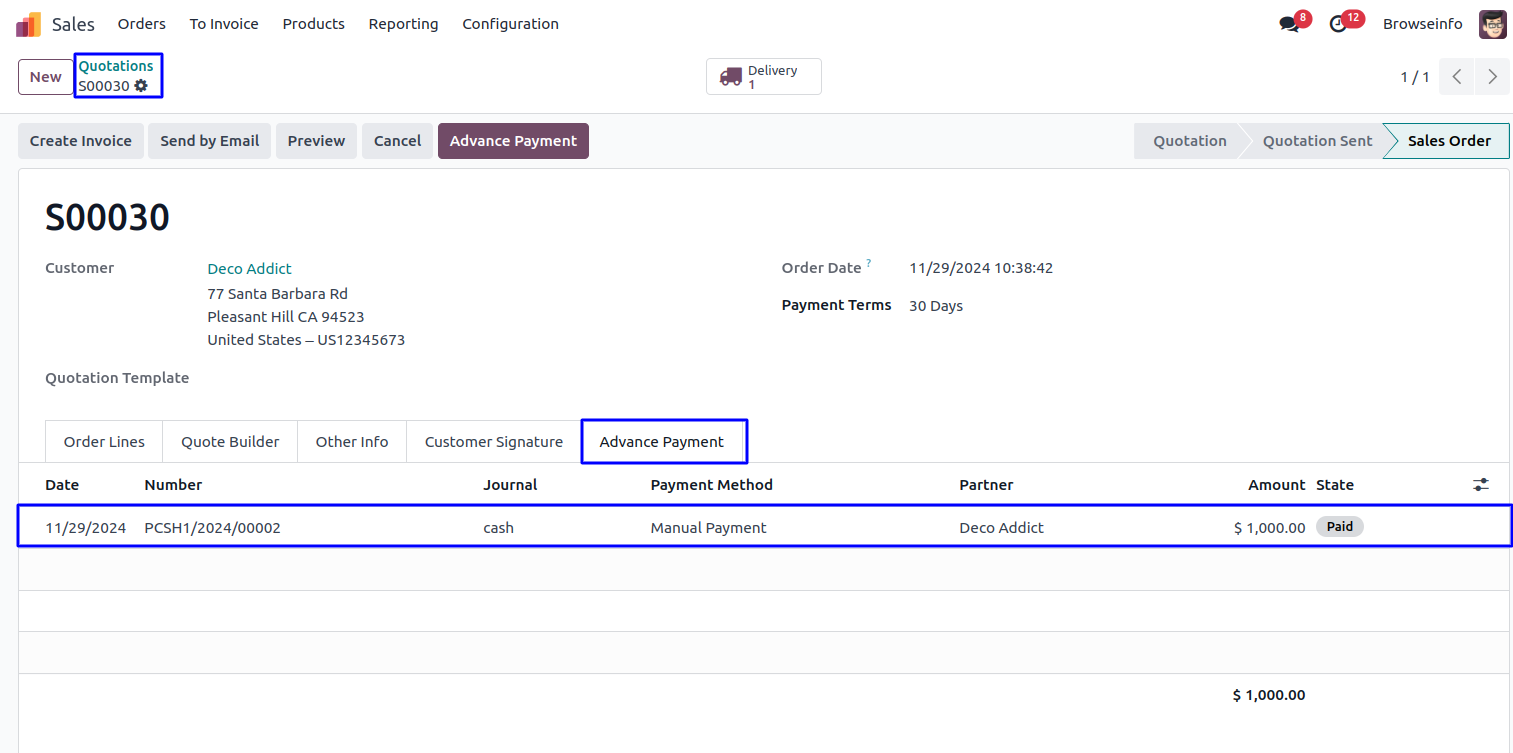 Sales Orders To Invoice Products Reporting Configuration 8 12 Browseinfo
New Quotations
S00030
Delivery
1
1 / 1
Create Invoice Send by Email Preview Cancel Advance Payment Quotation Quotation Sent Sales Order
S00030
Customer Deco Addict
77 Santa Barbara Rd
Pleasant Hill CA 94523
United States – US12345673
Order Date ? 11/29/2024 10:38:42
Payment Terms 30 Days
Quotation Template
Order Lines Quote Builder Other Info Customer Signature Advance Payment
Date Number Journal Payment Method Partner Amount State
11/29/2024 PCSH1/2024/00002 cash Manual Payment Deco Addict $ 1,000.00 Paid
$ 1,000.00